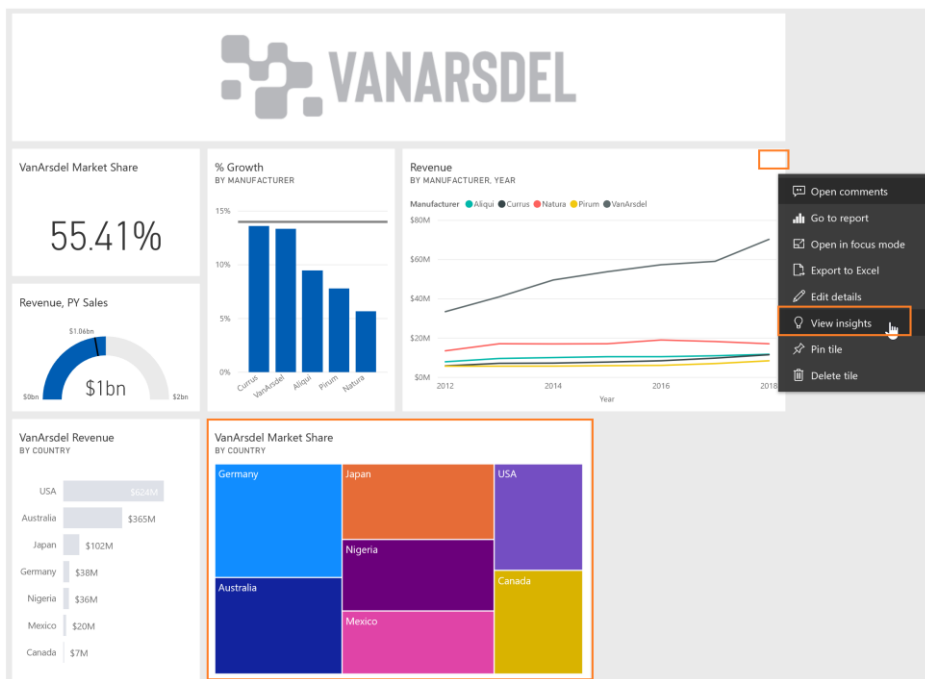 VANARSDEL
VanArsdel Market Share
55.41%
Revenue, PY Sales
$1.06bn
$1bn
$0bn
$2bn
% Growth
BY MANUFACTURER
15%
10%
5%
0%
Currus
VanArsdel
Aliqui
Pirum
Natura
Revenue
BY MANUFACTURER, YEAR
Manufacturer Aliqui Currus Natura Pirum VanArsdel
$80M
$60M
$40M
$20M
$0M
2012 2014 2016 2018
Year
Open comments
Go to report
Open in focus mode
Export to Excel
Edit details
View insights
Pin tile
Delete tile
VanArsdel Revenue
BY COUNTRY
USA $624M
Australia $365M
Japan $102M
Germany $38M
Nigeria $36M
Mexico $20M
Canada $7M
VanArsdel Market Share
BY COUNTRY
Germany
Australia
Japan
Nigeria
Mexico
USA
Canada